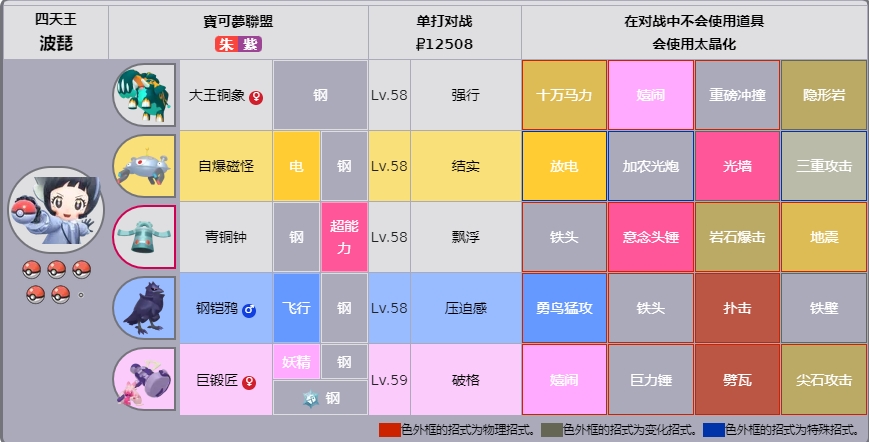 四天王
波琵
寶可夢聯盟
朱 紫
单打对战
₽12508
在对战中不会使用道具
会使用太晶化
大王铜象♀ 钢 Lv.58 强行 十万马力 嬉闹 重磅冲撞 隐形岩
自爆磁怪 电 钢 Lv.58 结实 放电 加农光炮 光墙 三重攻击
青铜钟 钢 超能力 Lv.58 飘浮 铁头 意念头锤 岩石爆击 地震
钢铠鸦♂ 飞行 钢 Lv.58 压迫感 勇鸟猛攻 铁头 扑击 铁壁
巨锻匠♀ 妖精 钢 Lv.59 破格 嬉闹 巨力锤 劈瓦 尖石攻击
钢
色外框的招式为物理招式。 色外框的招式为变化招式。 色外框的招式为特殊招式。